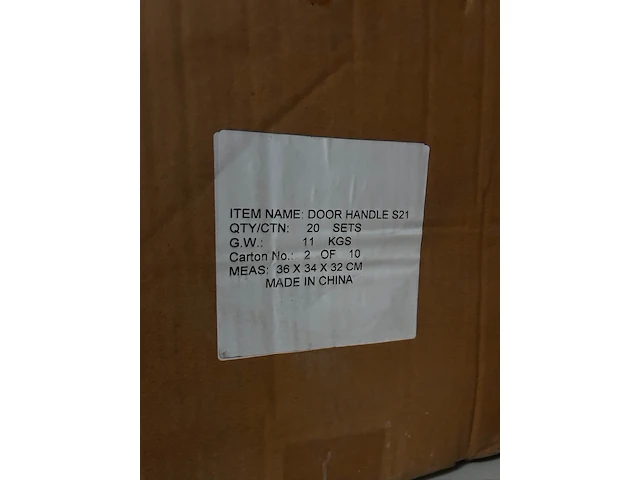 ITEM NAME: DOOR HANDLE S21
QTY/CTN: 20 SETS
G.W.: 11 KGS
Carton No.: 2 OF 10
MEAS: 36 X 34 X 32 CM
MADE IN CHINA